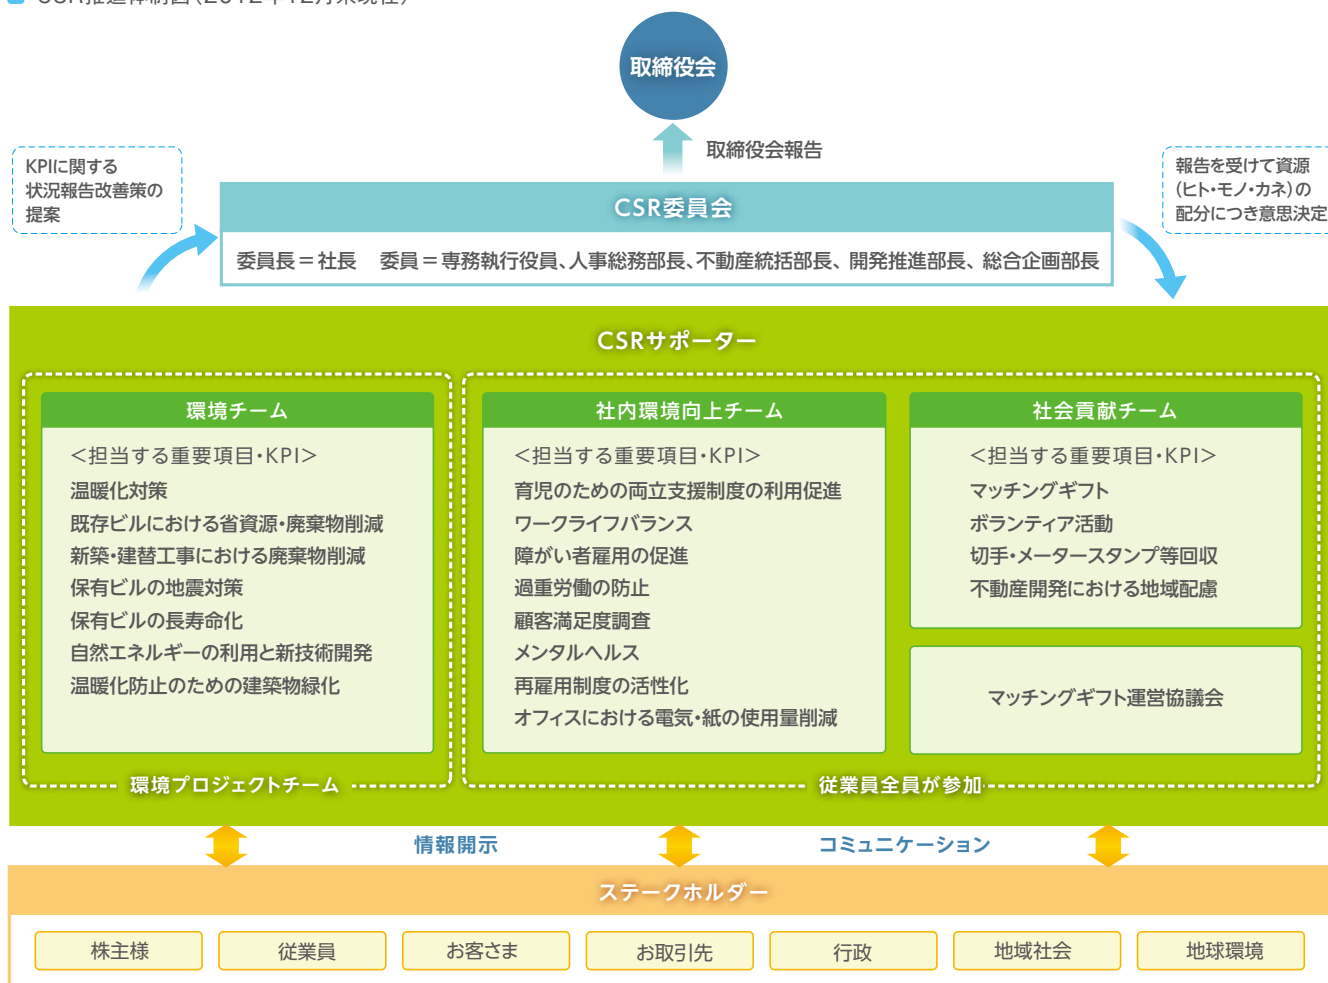 CSR推進体制図（2012年12月末現在）
取締役会
取締役会報告
KPIに関する
状況報告改善策の
提案
報告を受けて資源
（ヒト・モノ・カネ）の
配分につき意思決定
CSR委員会
委員長＝社長　委員＝専務執行役員、人事総務部長、不動産統括部長、開発推進部長、総合企画部長
CSRサポーター
環境チーム
＜担当する重要項目・KPI＞
温暖化対策
既存ビルにおける省資源・廃棄物削減
新築・建替工事における廃棄物削減
保有ビルの地震対策
保有ビルの長寿命化
自然エネルギーの利用と新技術開発
温暖化防止のための建築物緑化
環境プロジェクトチーム
社内環境向上チーム
＜担当する重要項目・KPI＞
育児のための両立支援制度の利用促進
ワークライフバランス
障がい者雇用の促進
過重労働の防止
顧客満足度調査
メンタルヘルス
再雇用制度の活性化
オフィスにおける電気・紙の使用量削減
社会貢献チーム
＜担当する重要項目・KPI＞
マッチングギフト
ボランティア活動
切手・メータースタンプ等回収
不動産開発における地域配慮
マッチングギフト運営協議会
従業員全員が参加
情報開示
コミュニケーション
ステークホルダー
株主様
従業員
お客さま
お取引先
行政
地域社会
地球環境